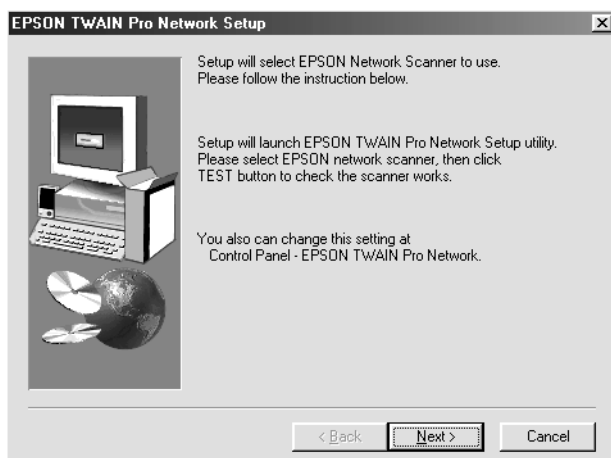 EPSON TWAIN Pro Network Setup
Setup will select EPSON Network Scanner to use.
Please follow the instruction below.
Setup will launch EPSON TWAIN Pro Network Setup utility.
Please select EPSON network scanner, then click
TEST button to check the scanner works.
You also can change this setting at
Control Panel - EPSON TWAIN Pro Network.
< Back
Next >
Cancel